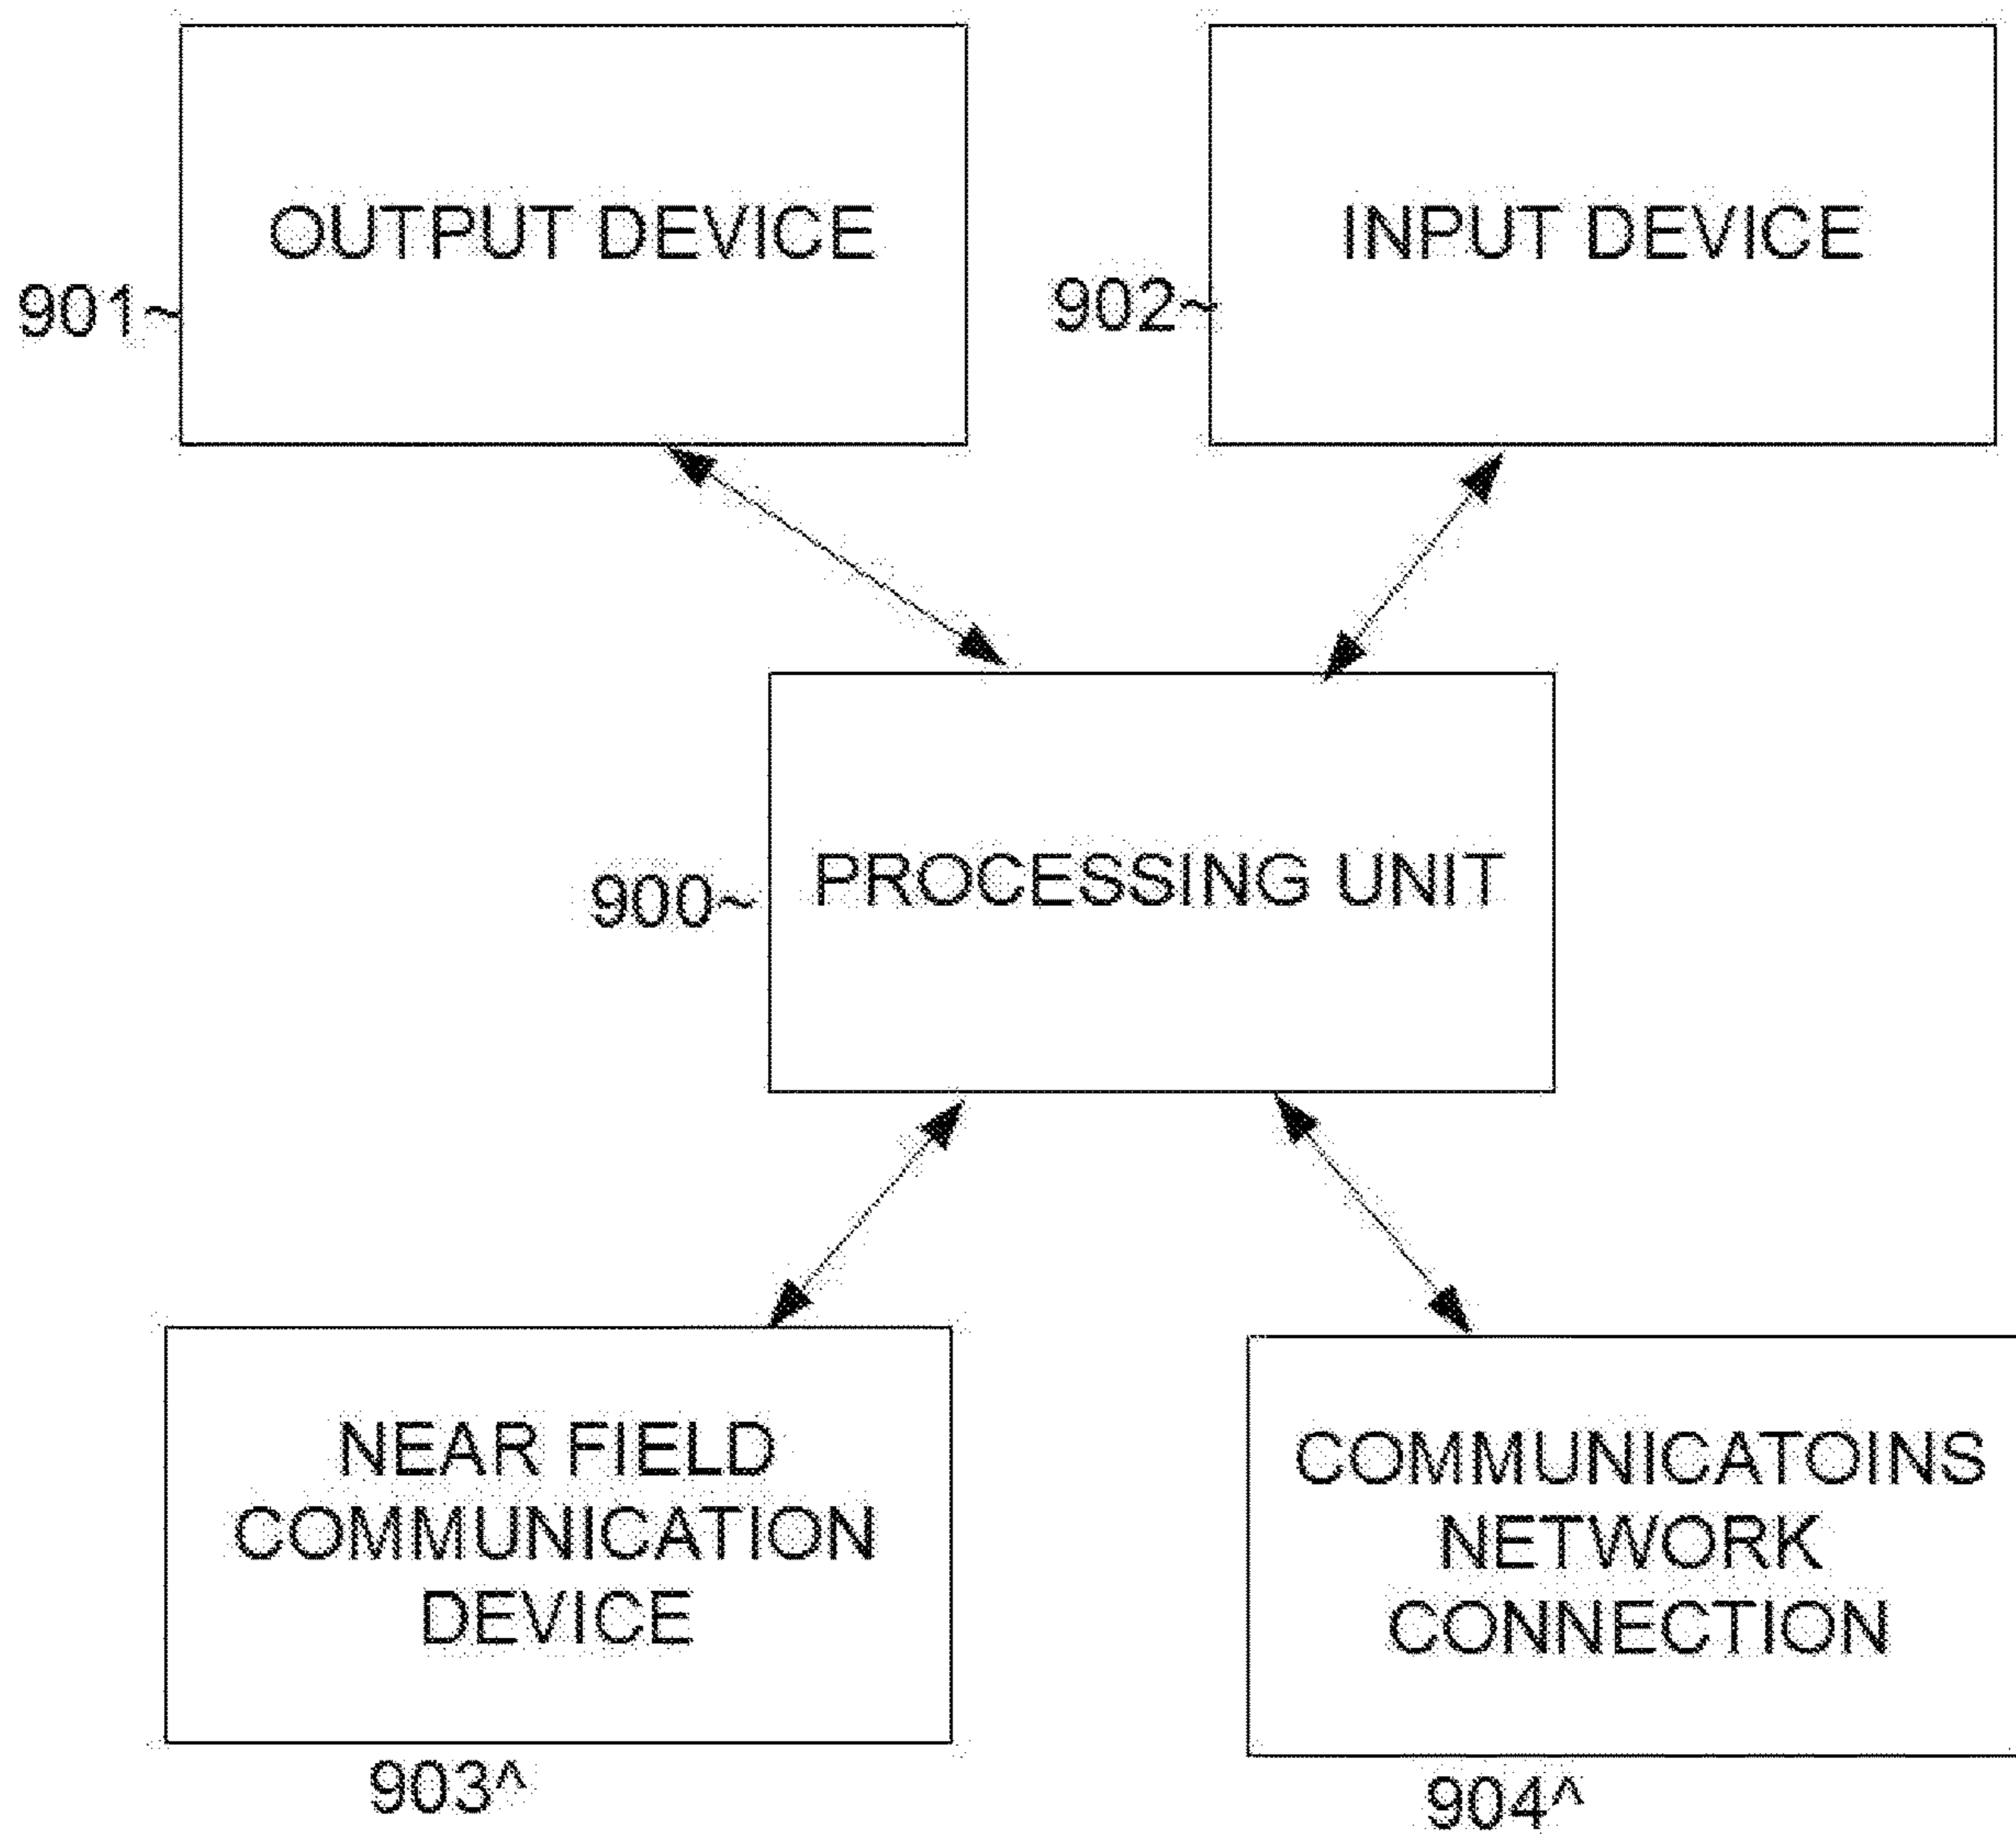 OUTPUT DEVICE
901~
INPUT DEVICE
902~
PROCESSING UNIT
900~
NEAR FIELD
COMMUNICATION
DEVICE
903^
COMMUNICATOINS
NETWORK
CONNECTION
904^